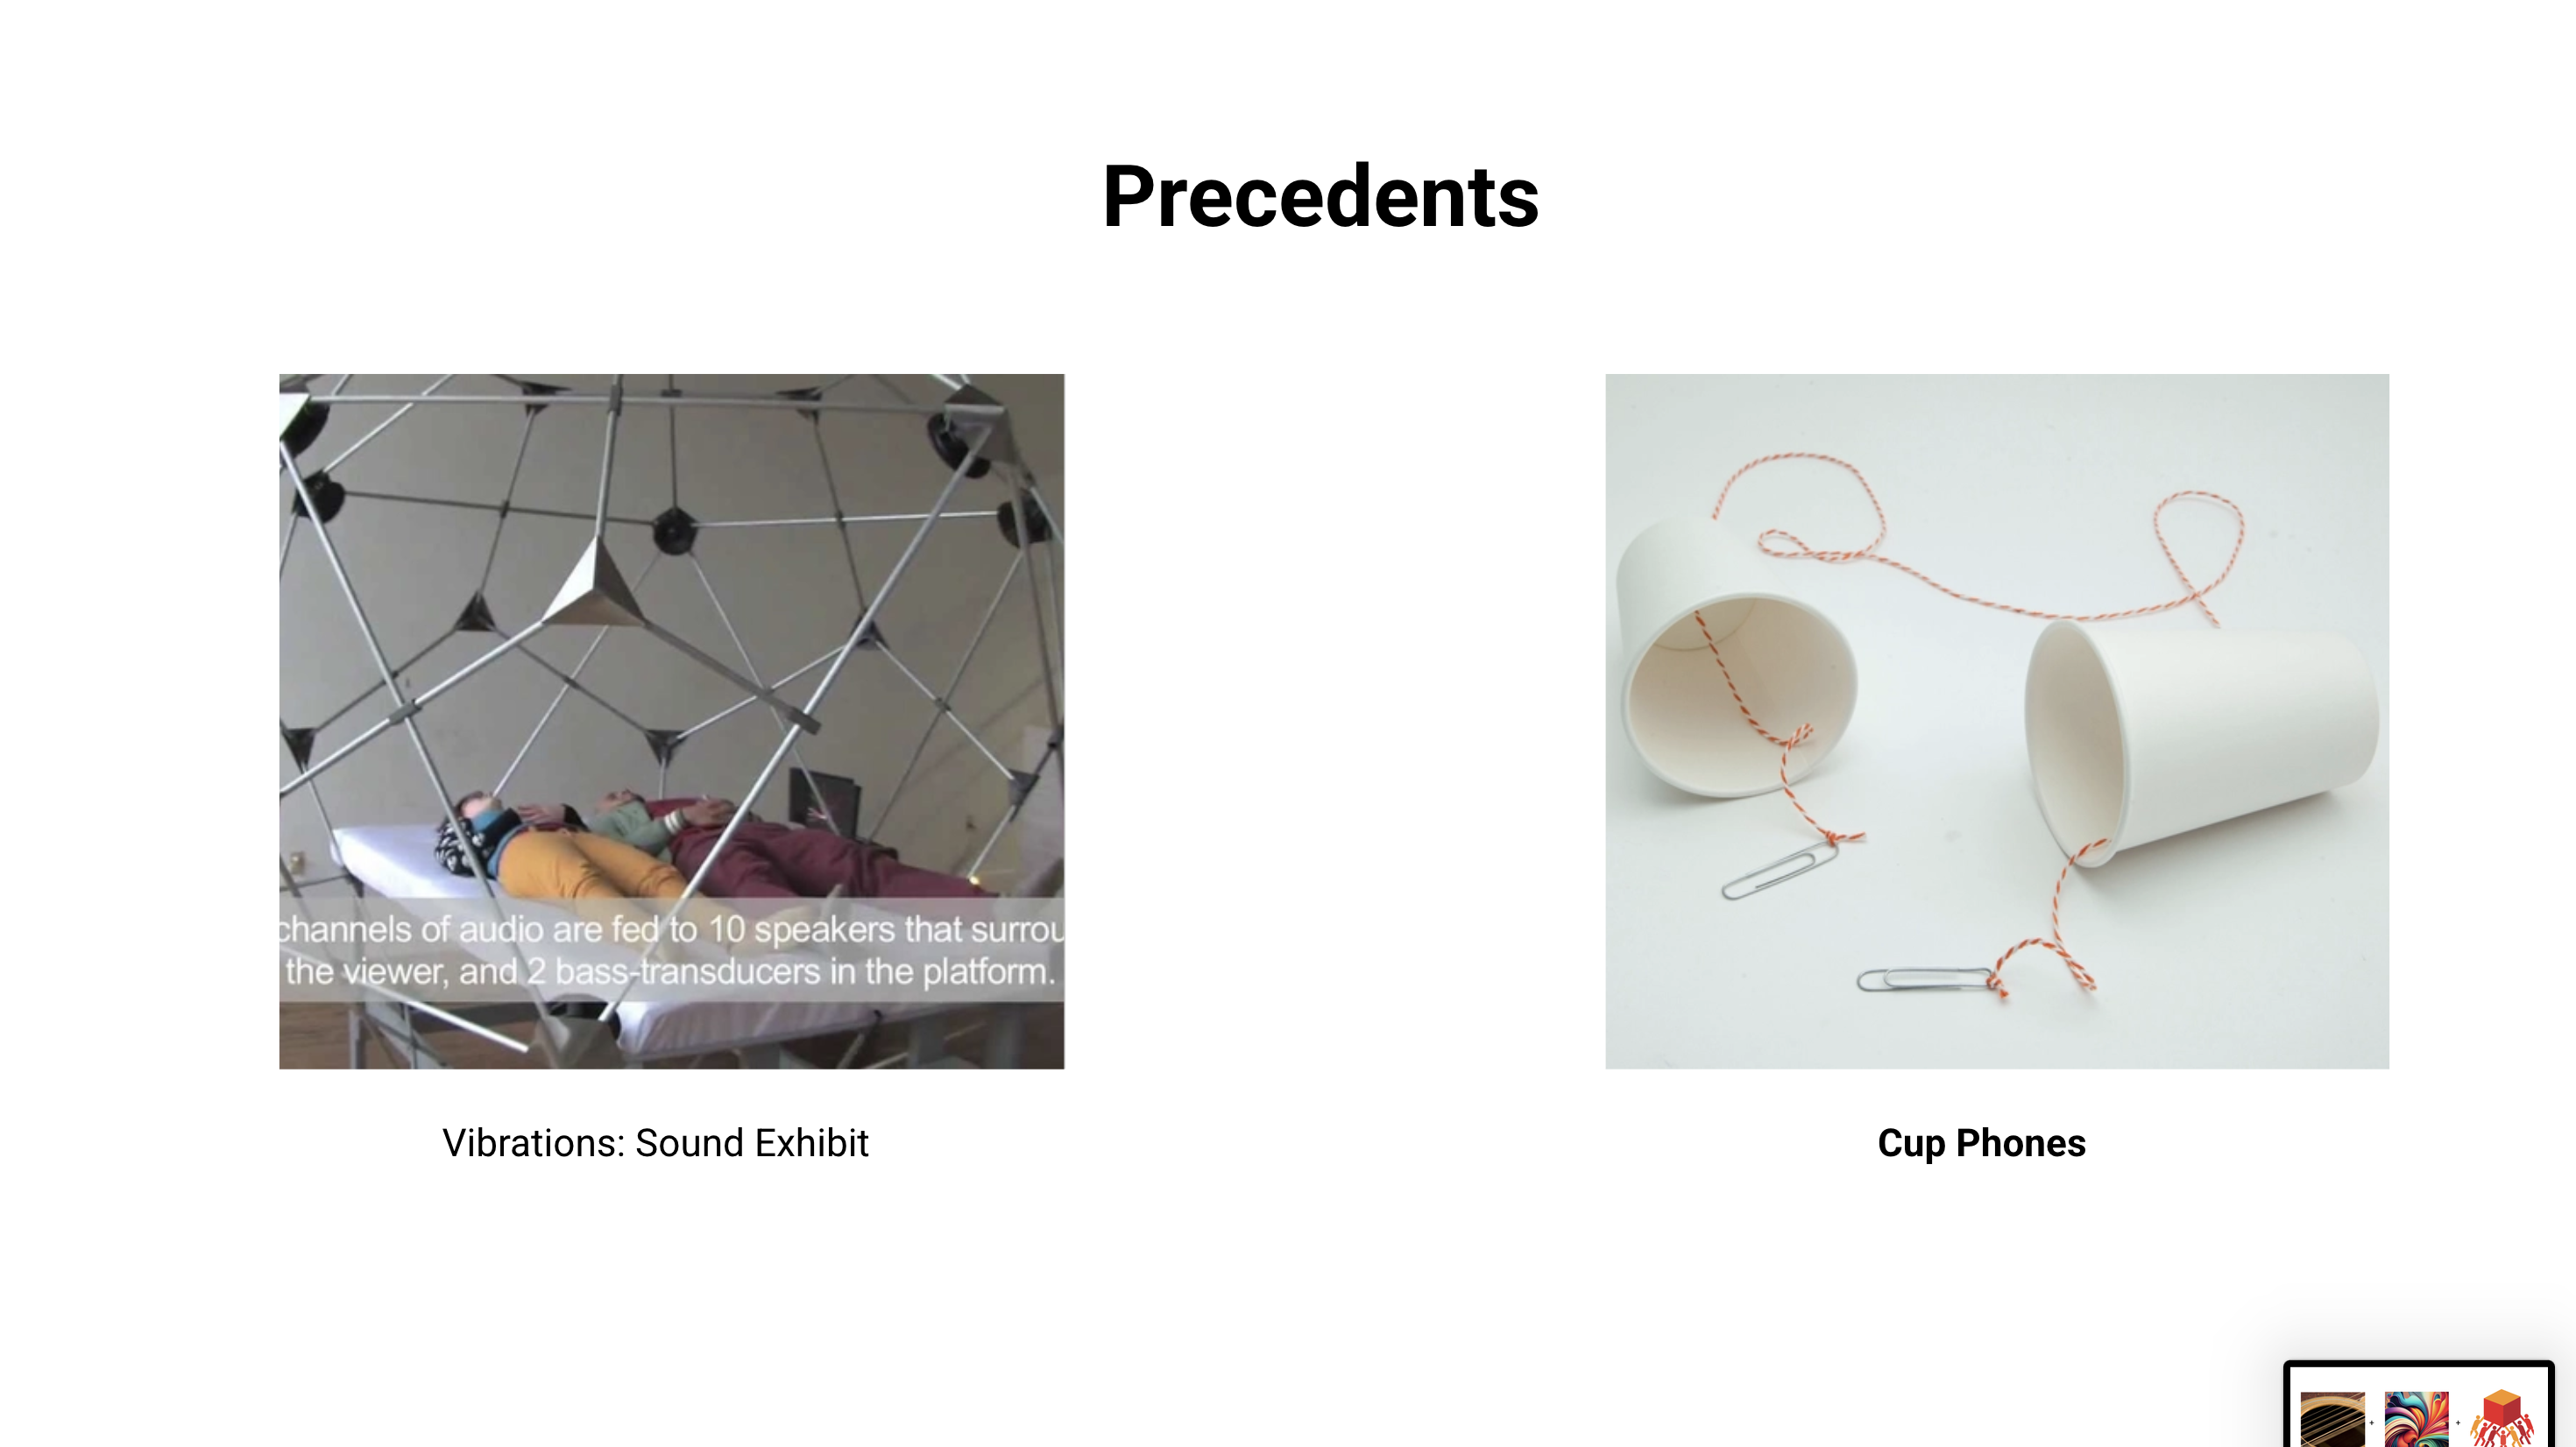 Precedents
channels of audio are fed to 10 speakers that surrou
the viewer, and 2 bass-transducers in the platform.
Vibrations: Sound Exhibit
Cup Phones
+ +